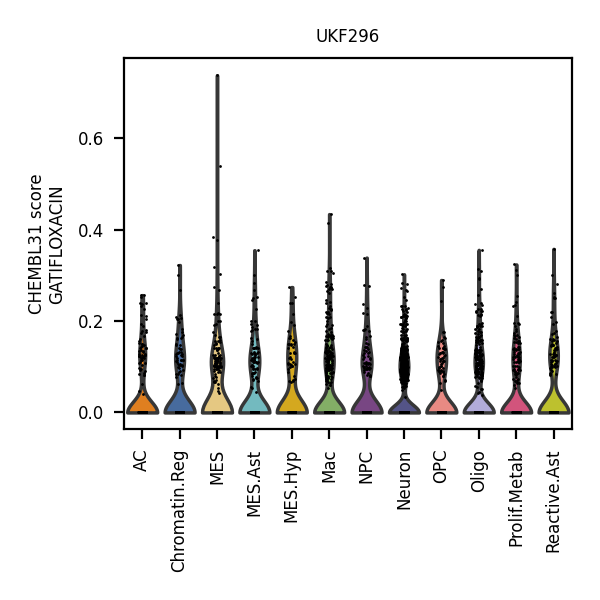 UKF296
CHEMBL31 score
GATIFLOXACIN
0.6
0.4
0.2
0.0
AC
Chromatin.Reg
MES
MES.Ast
MES.Hyp
Mac
NPC
Neuron
OPC
Oligo
Prolif.Metab
Reactive.Ast